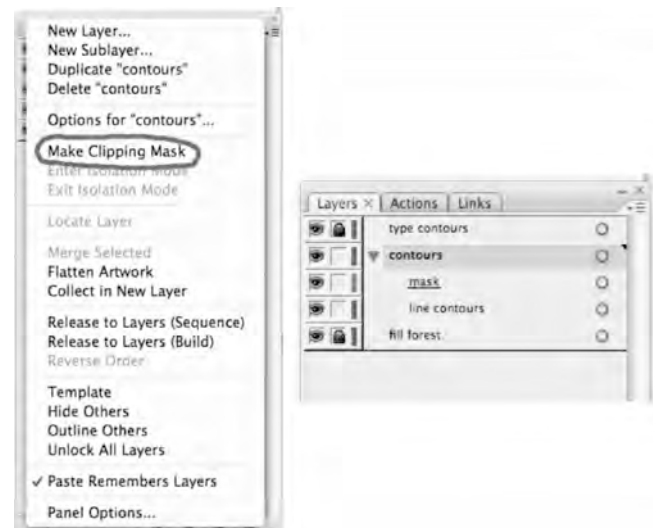 New Layer...
New Sublayer...
Duplicate "contours"
Delete "contours"
Options for "contours"...
Make Clipping Mask
Enter Isolation Mode
Exit Isolation Mode
Locate Layer
Merge Selected
Flatten Artwork
Collect in New Layer
Release to Layers (Sequence)
Release to Layers (Build)
Reverse Order
Template
Hide Others
Outline Others
Unlock All Layers
✓ Paste Remembers Layers
Panel Options...
Layers × Actions Links
type contours
contours
mask
line contours
fill forest